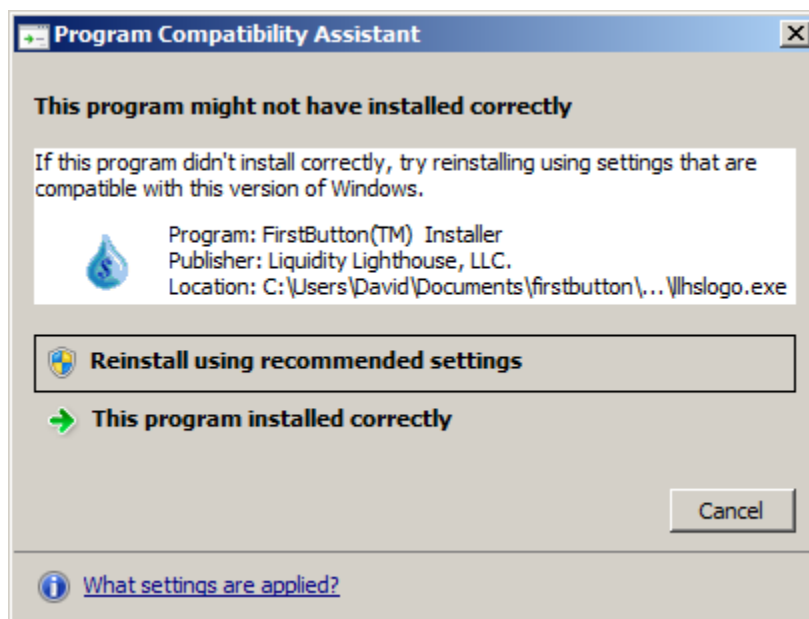 Program Compatibility Assistant
This program might not have installed correctly
If this program didn't install correctly, try reinstalling using settings that are
compatible with this version of Windows.
Program: FirstButton(TM) Installer
Publisher: Liquidity Lighthouse, LLC.
Location: C:\Users\David\Documents\firstbutton\...\lhslogo.exe
Reinstall using recommended settings
This program installed correctly
Cancel
What settings are applied?